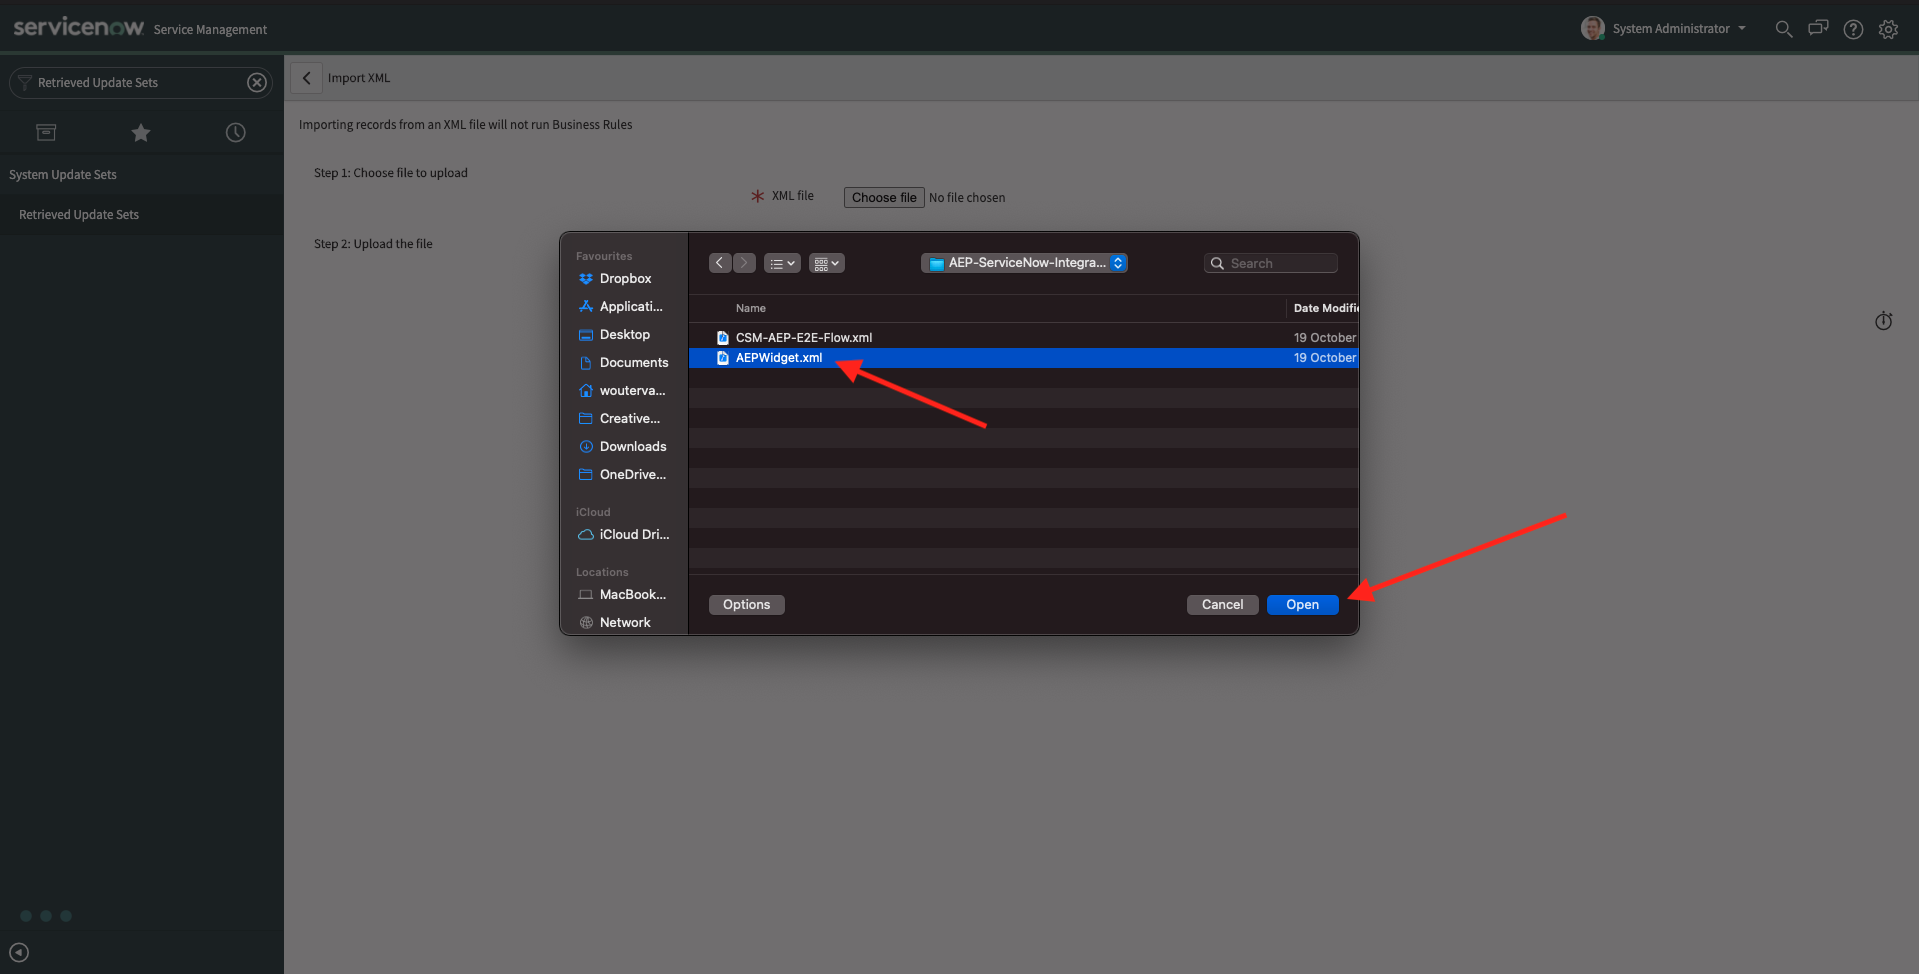 servicenow Service Management
System Administrator
Retrieved Update Sets
Import XML
Importing records from an XML file will not run Business Rules
System Update Sets
Retrieved Update Sets
Step 1: Choose file to upload
XML file Choose file No file chosen
Step 2: Upload the file
Favourites
Dropbox
Applicati...
Desktop
Documents
wouterva...
Creative...
Downloads
OneDrive...
iCloud
iCloud Dri...
Locations
MacBook...
Network
AEP-ServiceNow-Integra...
Search
Name Date Modifie
CSM-AEP-E2E-Flow.xml 19 October
AEPWidget.xml 19 October
Options Cancel Open